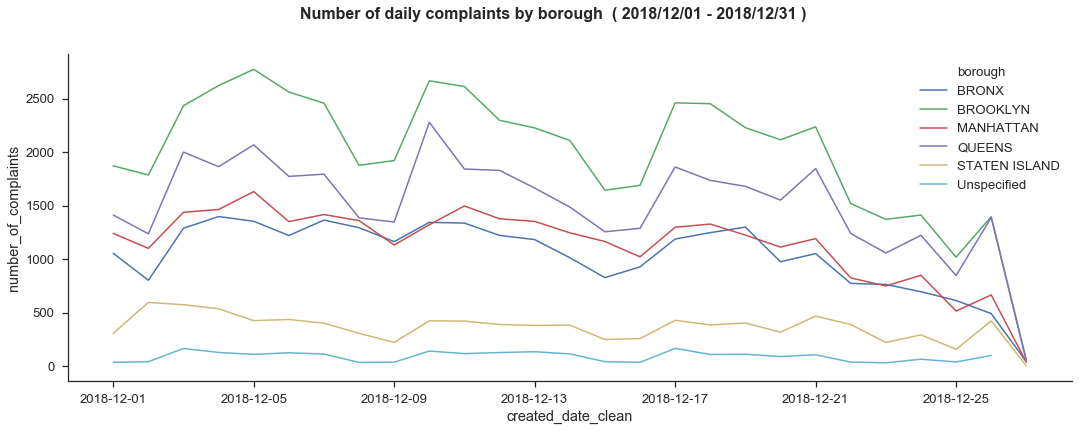 Number of daily complaints by borough  ( 2018/12/01 - 2018/12/31 )
number_of_complaints
2500
2000
1500
1000
500
0
borough
BRONX
BROOKLYN
MANHATTAN
QUEENS
STATEN ISLAND
Unspecified
2018-12-01 2018-12-05 2018-12-09 2018-12-13 2018-12-17 2018-12-21 2018-12-25
created_date_clean